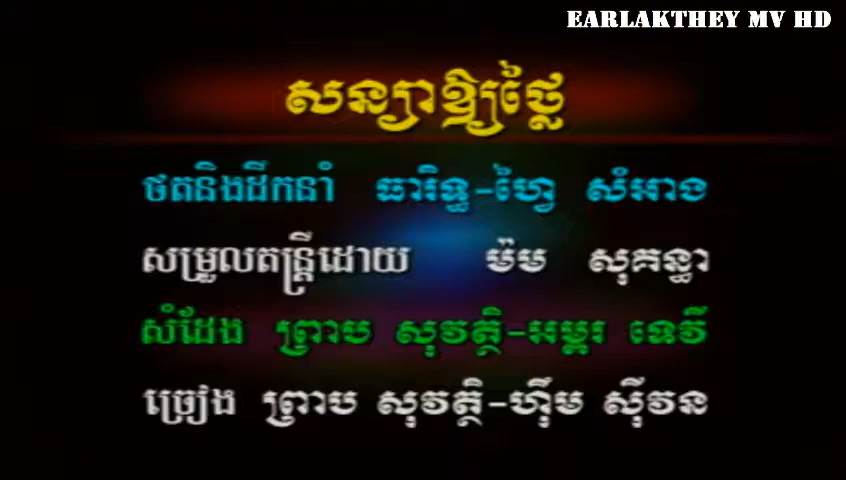 EARLAKTHEY MV HD
សន្យាឱ្យថ្លៃ
ថតនិងដឹកនាំ ធារិទ្ធ-ហ្វៃ សំអាង
សម្រួលតន្ត្រីដោយ ម៉ម សុគន្ធា
សំដែង ព្រាប សុវត្ថិ-អម្ពរ ទេវី
ច្រៀង ព្រាប សុវត្ថិ-ហ៊ឹម ស៊ីវន